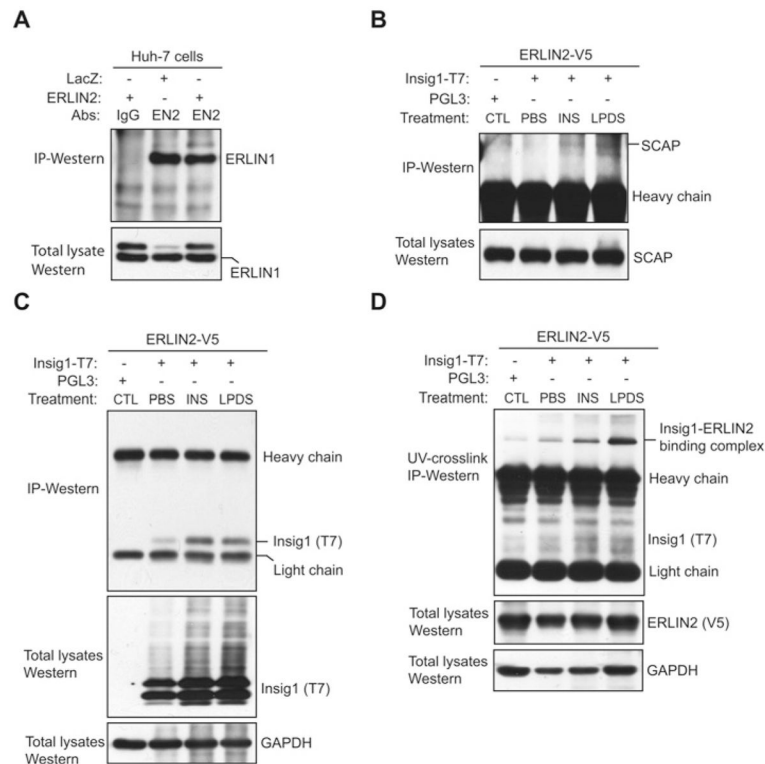 A
Huh-7 cells
LacZ: - + -
ERLIN2: + - +
Abs: IgG EN2 EN2
IP-Western
ERLIN1
Total lysate
Western
ERLIN1
B
ERLIN2-V5
Insig1-T7: - + + +
PGL3: + - - -
Treatment: CTL PBS INS LPDS
SCAP
IP-Western
Heavy chain
Total lysates
Western
SCAP
C
ERLIN2-V5
Insig1-T7: - + + +
PGL3: + - - -
Treatment: CTL PBS INS LPDS
Heavy chain
IP-Western
Insig1 (T7)
Light chain
Total lysates
Western
Insig1 (T7)
Total lysates
Western
GAPDH
D
ERLIN2-V5
Insig1-T7: - + + +
PGL3: + - - -
Treatment: CTL PBS INS LPDS
Insig1-ERLIN2
binding complex
UV-crosslink
IP-Western
Heavy chain
Insig1 (T7)
Light chain
Total lysates
Western
ERLIN2 (V5)
Total lysates
Western
GAPDH